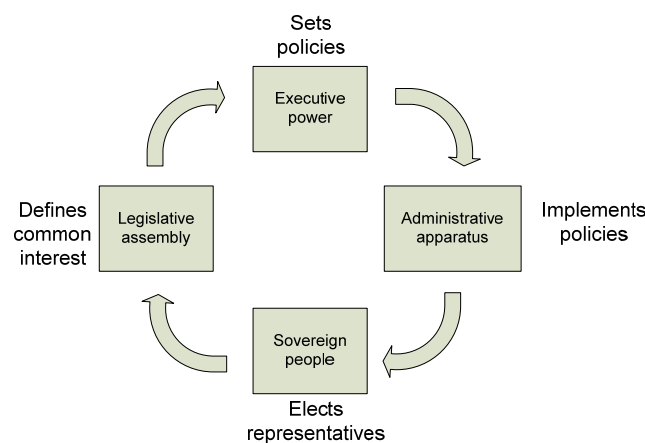 Sets
policies
Executive
power
Defines
common
interest
Legislative
assembly
Administrative
apparatus
Implements
policies
Sovereign
people
Elects
representatives